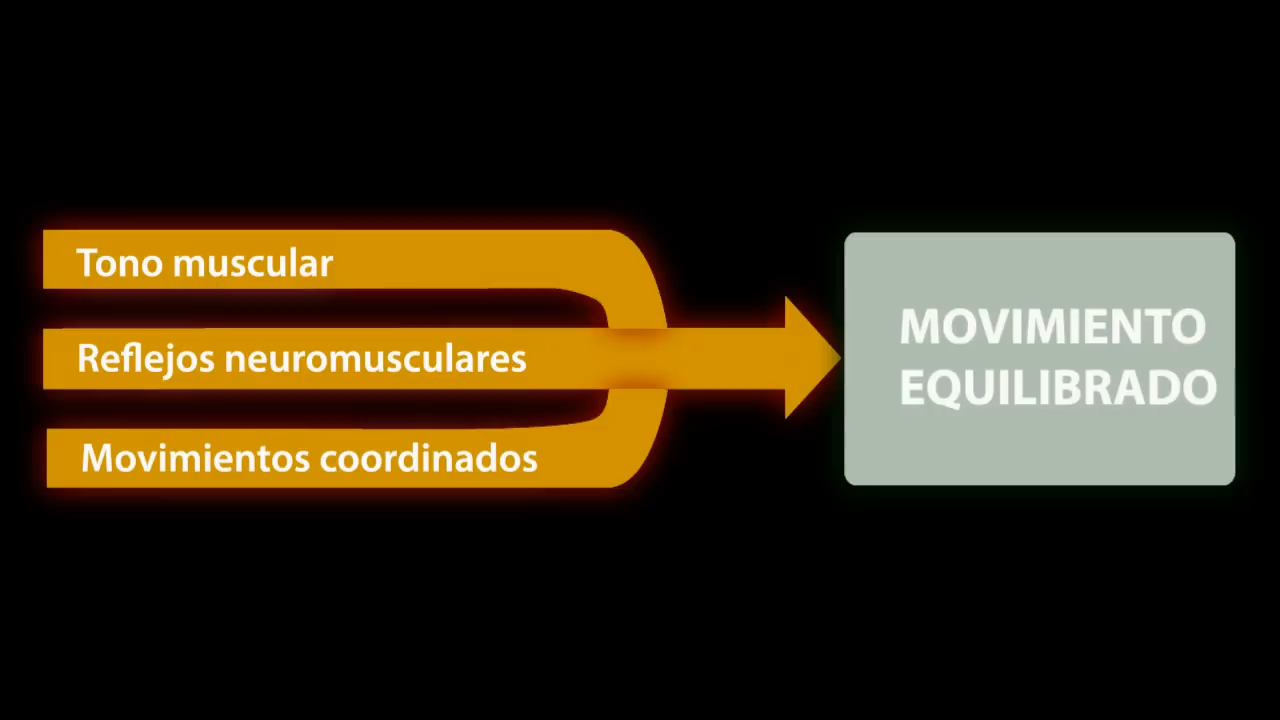 Tono muscular
Reflejos neuromusculares
Movimientos coordinados
MOVIMIENTO
EQUILIBRADO